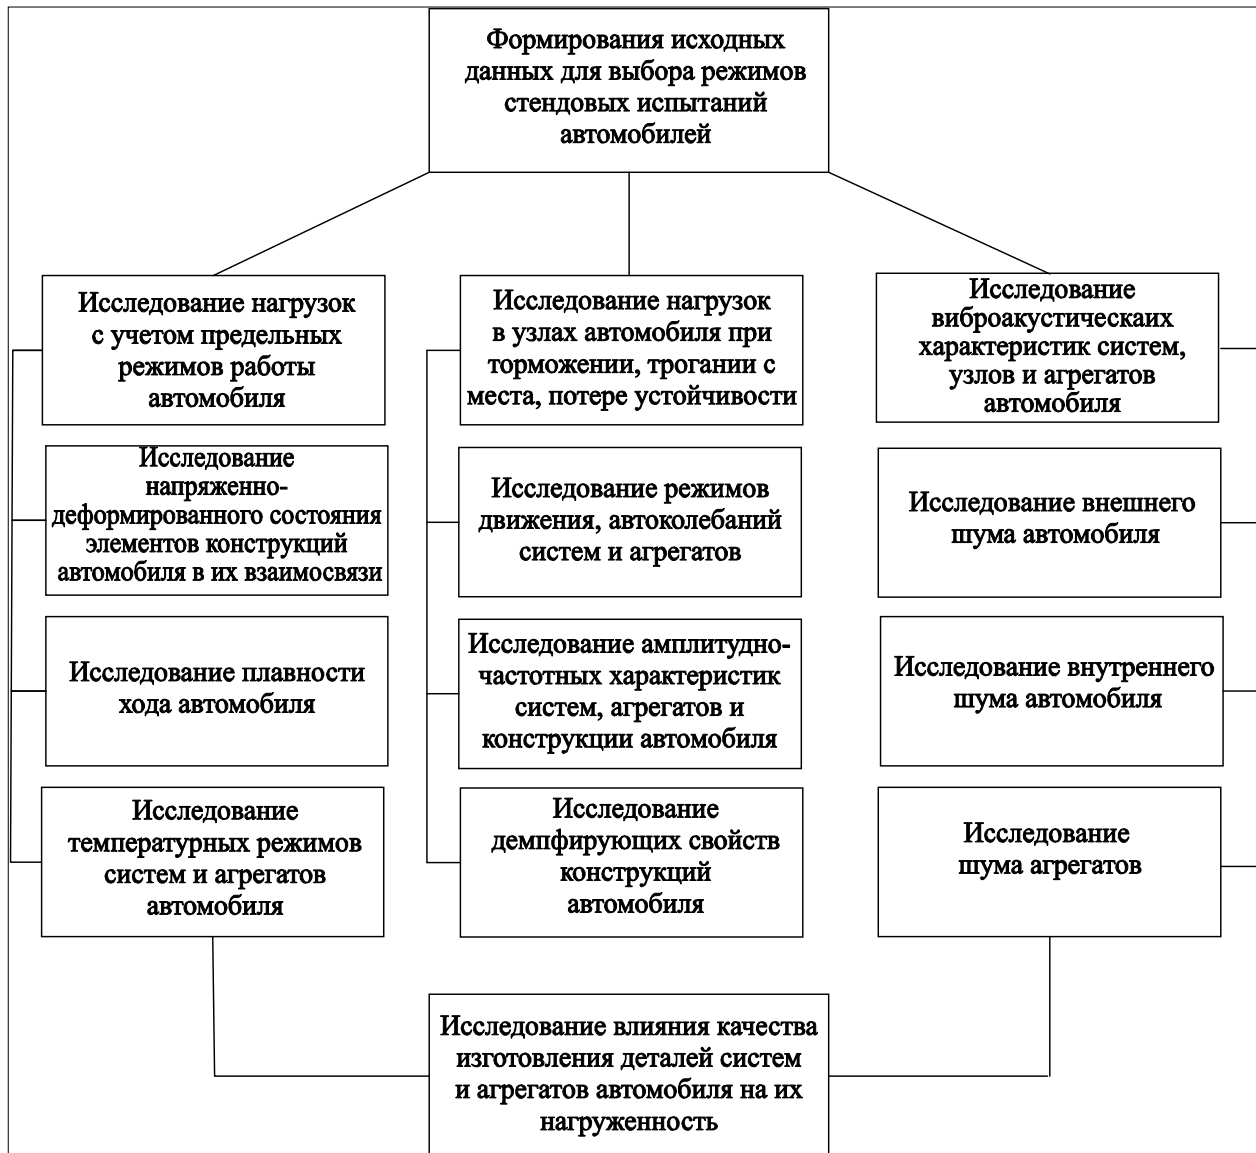 Формирования исходных
данных для выбора режимов
стендовых испытаний
автомобилей
Исследование нагрузок
с учетом предельных
режимов работы
автомобиля
Исследование
напряженно-
деформированного состояния
элементов конструкций
автомобиля в их взаимосвязи
Исследование плавности
хода автомобиля
Исследование
температурных режимов
систем и агрегатов
автомобиля
Исследование нагрузок
в узлах автомобиля при
торможении, трогании с
места, потере устойчивости
Исследование режимов
движения, автоколебаний
систем и агрегатов
Исследование амплитудно-
частотных характеристик
систем, агрегатов и
конструкции автомобиля
Исследование
демпфирующих свойств
конструкций
автомобиля
Исследование
виброакустическаих
характеристик систем,
узлов и агрегатов
автомобиля
Исследование внешнего
шума автомобиля
Исследование внутреннего
шума автомобиля
Исследование
шума агрегатов
Исследование влияния качества
изготовления деталей систем
и агрегатов автомобиля на их
нагруженность